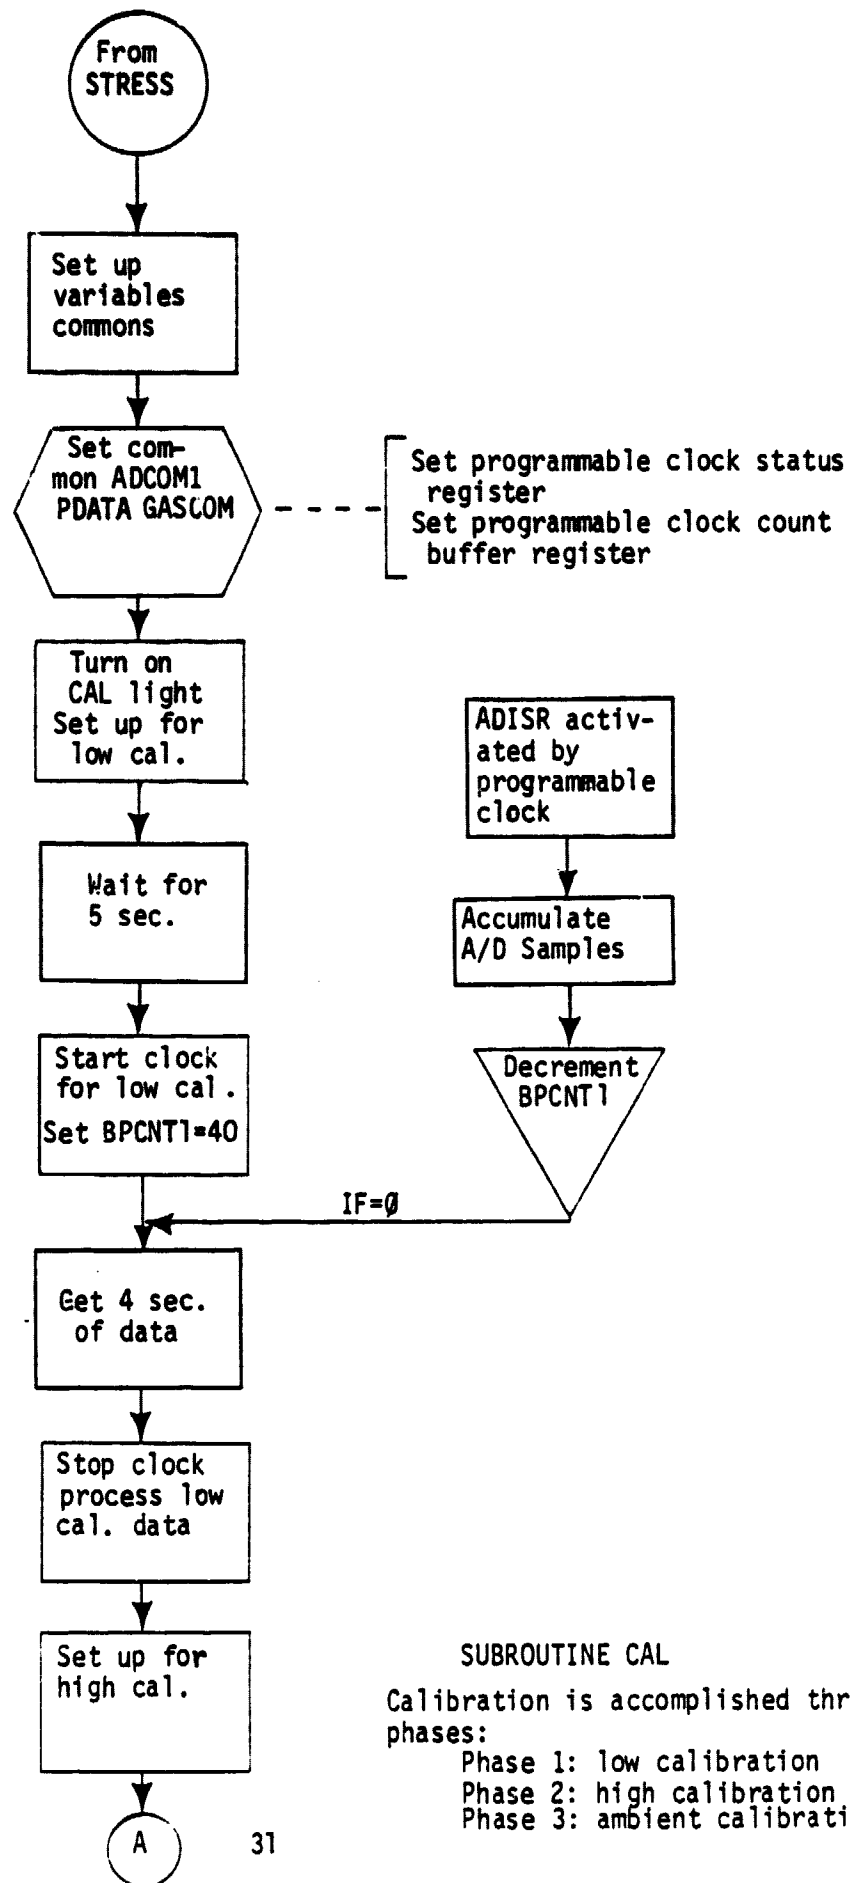 From
STRESS
Set up
variables
commons
Set com-
mon ADCOM1
PDATA GASCOM
Set programmable clock status
register
Set programmable clock count
buffer register
Turn on
CAL light
Set up for
low cal.
ADISR activ-
ated by
programmable
clock
Wait for
5 sec.
Accumulate
A/D Samples
Start clock
for low cal.
Set BPCNT1=40
Decrement
BPCNT1
IF=0
Get 4 sec.
of data
Stop clock
process low
cal. data
Set up for
high cal.
SUBROUTINE CAL
Calibration is accomplished thr
phases:
Phase 1: low calibration
Phase 2: high calibration
Phase 3: ambient calibrati
A
31